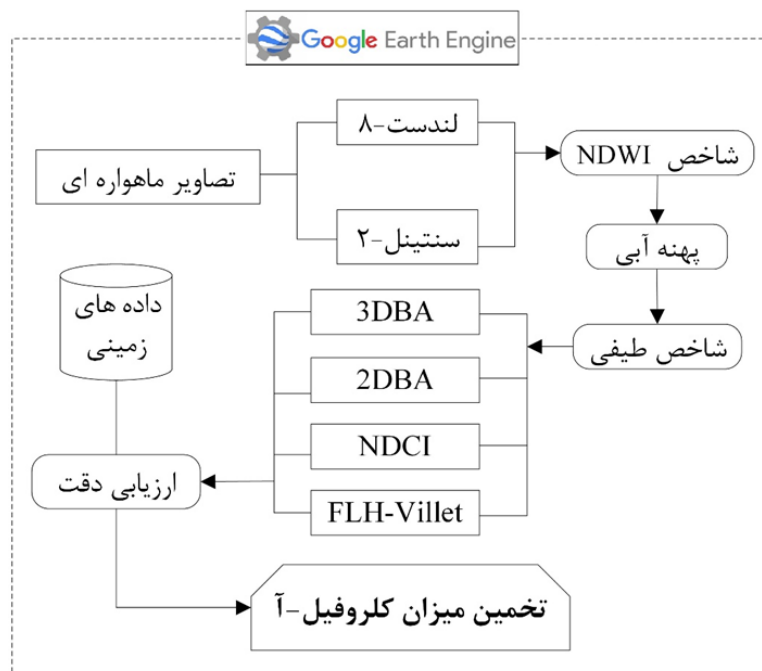 Google Earth Engine
تصاویر ماهواره ای
لندست-۸
سنتینل-۲
شاخص NDWI
پهنه آبی
شاخص طیفی
3DBA
2DBA
NDCI
FLH-Villet
داده های
زمینی
ارزیابی دقت
تخمین میزان کلروفیل-آ